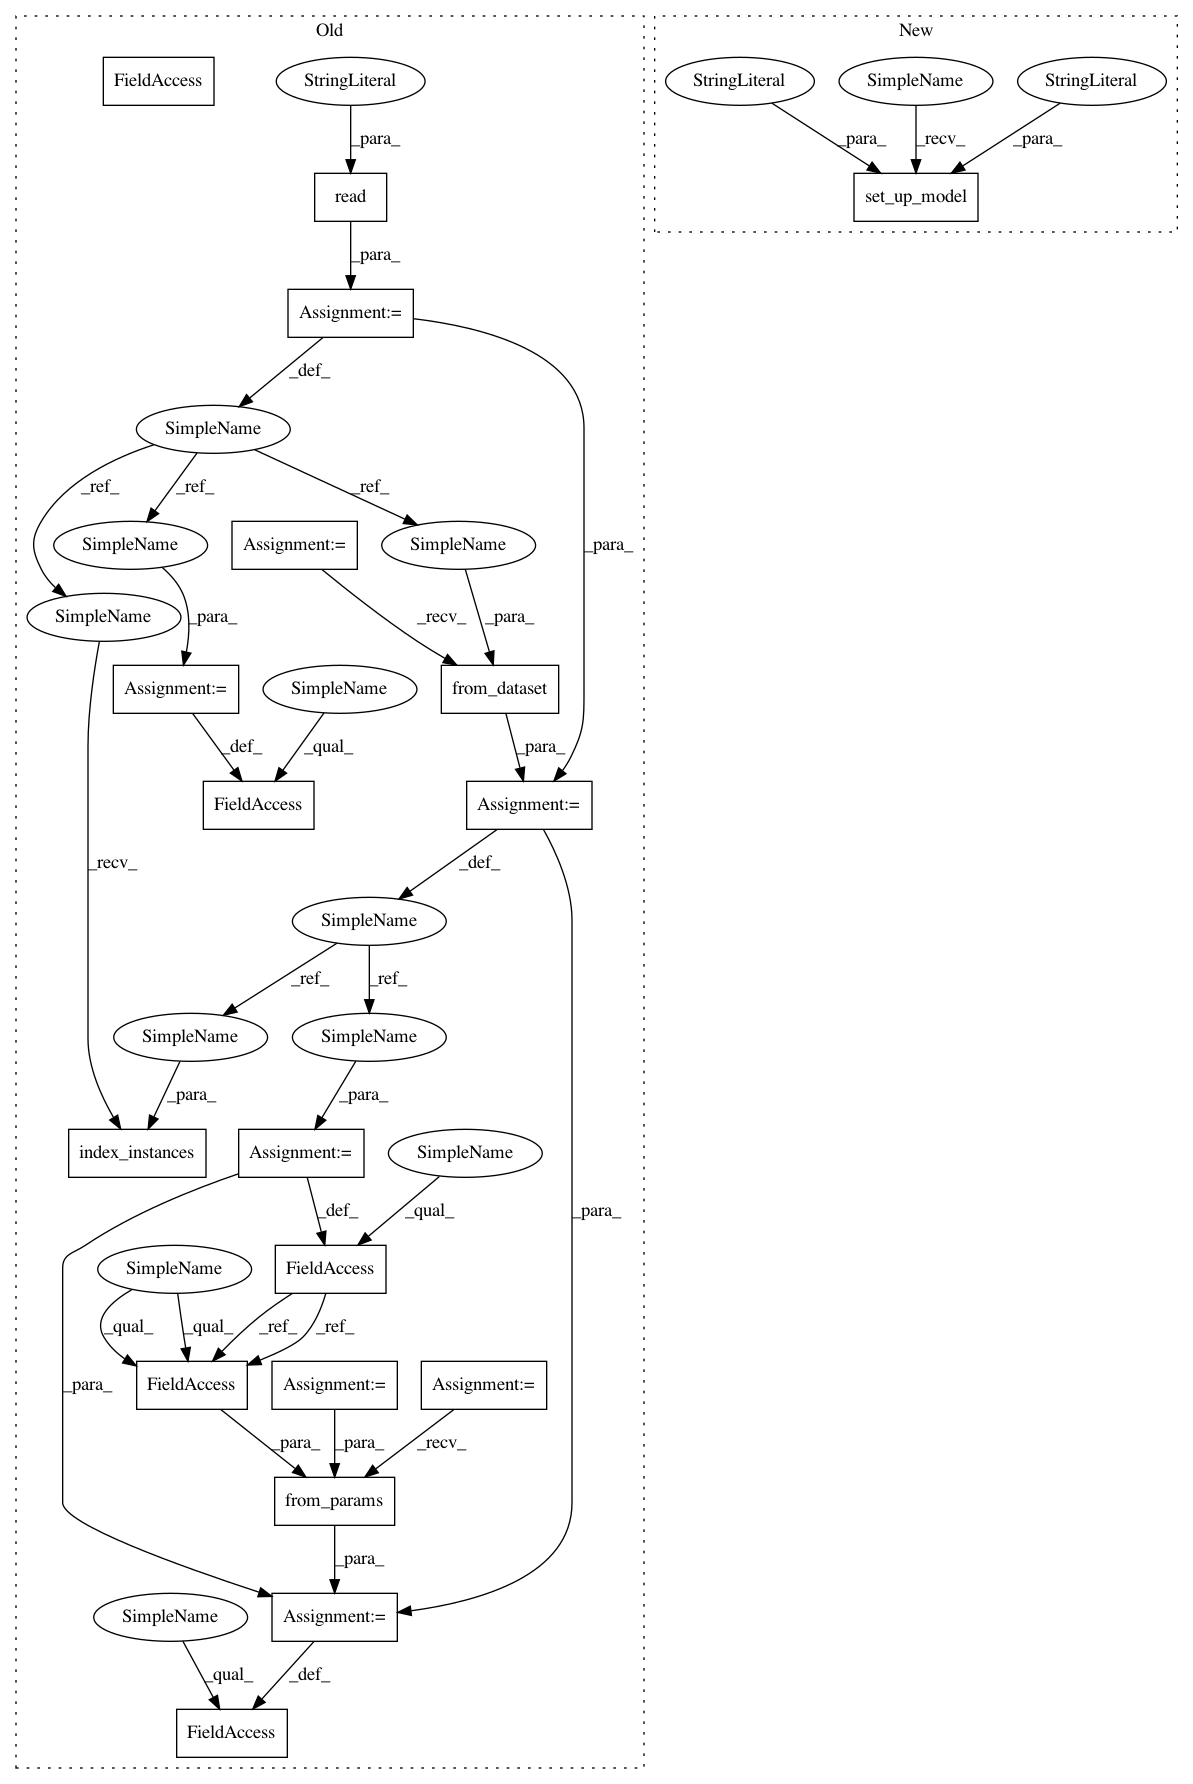 Old
New
FieldAccess
StringLiteral
StringLiteral
SimpleName
StringLiteral
_para_
_para_
_recv_
_para_
read
set_up_model
_para_
Assignment:=
_def_
SimpleName
_ref_
_ref_
_ref_
SimpleName
Assignment:=
SimpleName
_para_
SimpleName
_para_
_recv_
_para_
Assignment:=
SimpleName
from_dataset
_def_
_qual_
_para_
FieldAccess
Assignment:=
_recv_
_def_
SimpleName
_ref_
_ref_
SimpleName
SimpleName
_para_
_para_
index_instances
Assignment:=
SimpleName
_def_
_qual_
_para_
SimpleName
FieldAccess
_qual_
_qual_
_ref_
_ref_
_para_
FieldAccess
Assignment:=
Assignment:=
_para_
_para_
_recv_
from_params
_para_
SimpleName
Assignment:=
_qual_
_def_
FieldAccess